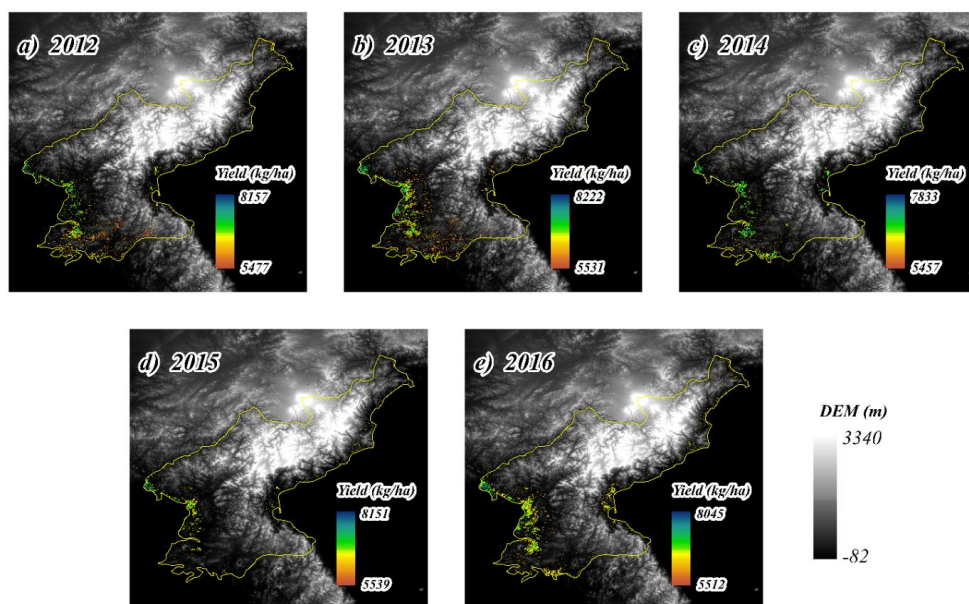 a) 2012
Yield (kg/ha)
8157
5477
b) 2013
Yield (kg/ha)
8222
5531
c) 2014
Yield (kg/ha)
7833
5457
d) 2015
Yield (kg/ha)
8151
5539
e) 2016
Yield (kg/ha)
8045
5512
DEM (m)
3340
-82